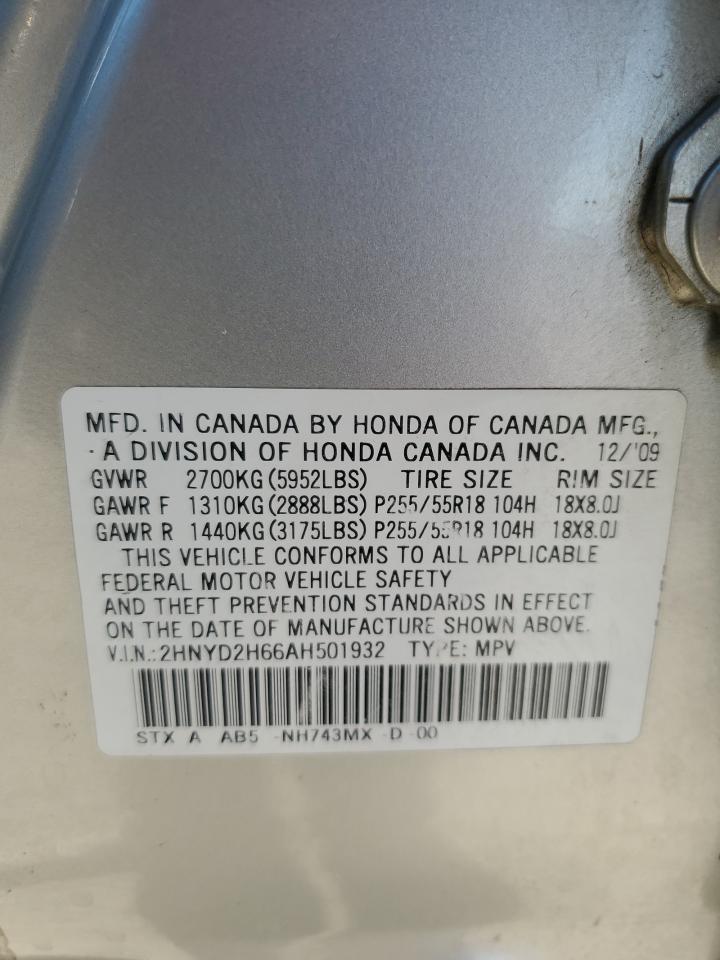 MFD. IN CANADA BY HONDA OF CANADA MFG.,
A DIVISION OF HONDA CANADA INC. 12/'09
GVWR 2700KG(5952LBS) TIRE SIZE RIM SIZE
GAWR F 1310KG(2888LBS) P255/55R18 104H 18X8.0J
GAWR R 1440KG(3175LBS) P255/55R18 104H 18X8.0J
THIS VEHICLE CONFORMS TO ALL APPLICABLE
FEDERAL MOTOR VEHICLE SAFETY
AND THEFT PREVENTION STANDARDS IN EFFECT
ON THE DATE OF MANUFACTURE SHOWN ABOVE.
V.I.N.:2HNYD2H66AH501932 TYPE: MPV
STX A AB5 -NH743MX -D -00